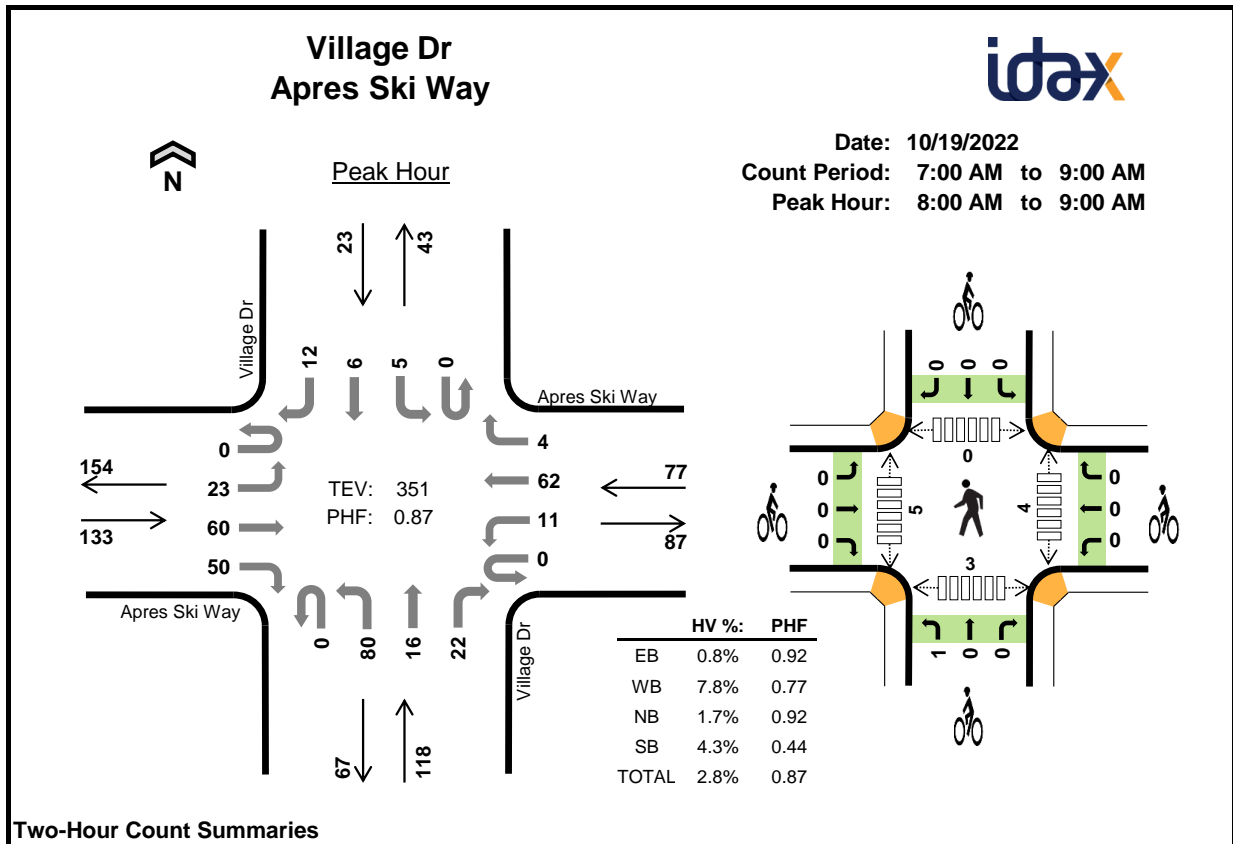 Village Dr
Apres Ski Way
idax
Date: 10/19/2022
Count Period: 7:00 AM to 9:00 AM
Peak Hour: 8:00 AM to 9:00 AM
N
Peak Hour
23 43
Village Dr
12 6 5 0
Apres Ski Way
0
4
154
23
62
77
TEV: 351
60
PHF: 0.87
11
133
87
50
0
Apres Ski Way
0 80 16 22
Village Dr
67 118
0 0 0
0
0 0
0 5 4 0
0 0
3
1 0 0
HV %: PHF
EB 0.8% 0.92
WB 7.8% 0.77
NB 1.7% 0.92
SB 4.3% 0.44
TOTAL 2.8% 0.87
Two-Hour Count Summaries